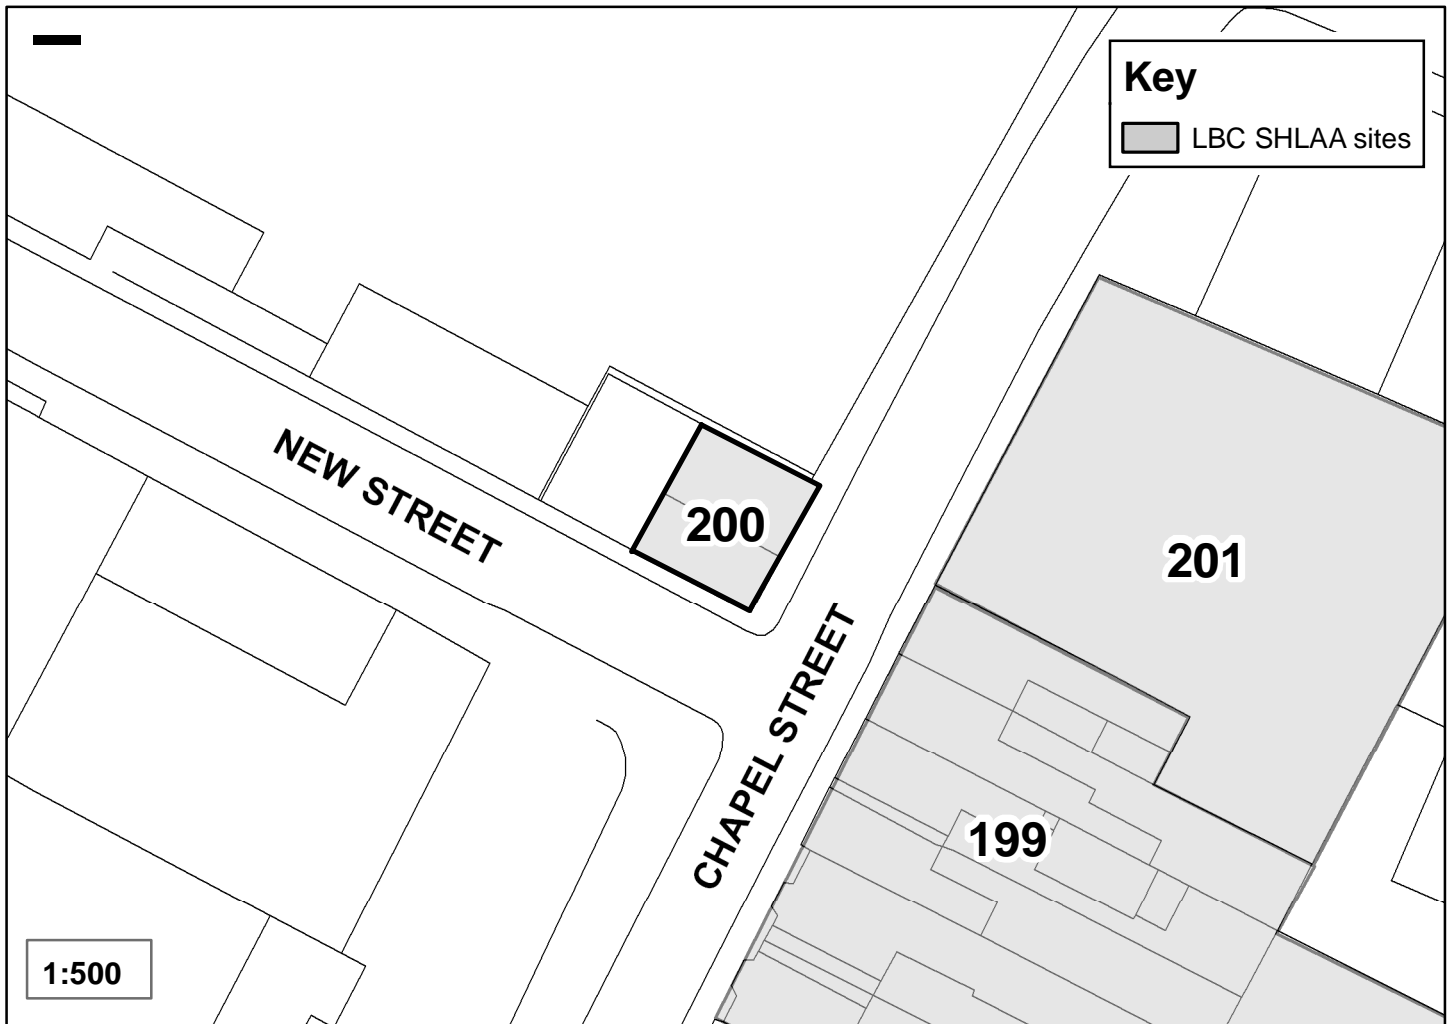 Key
LBC SHLAA sites
NEW STREET
200
201
CHAPEL STREET
199
1:500